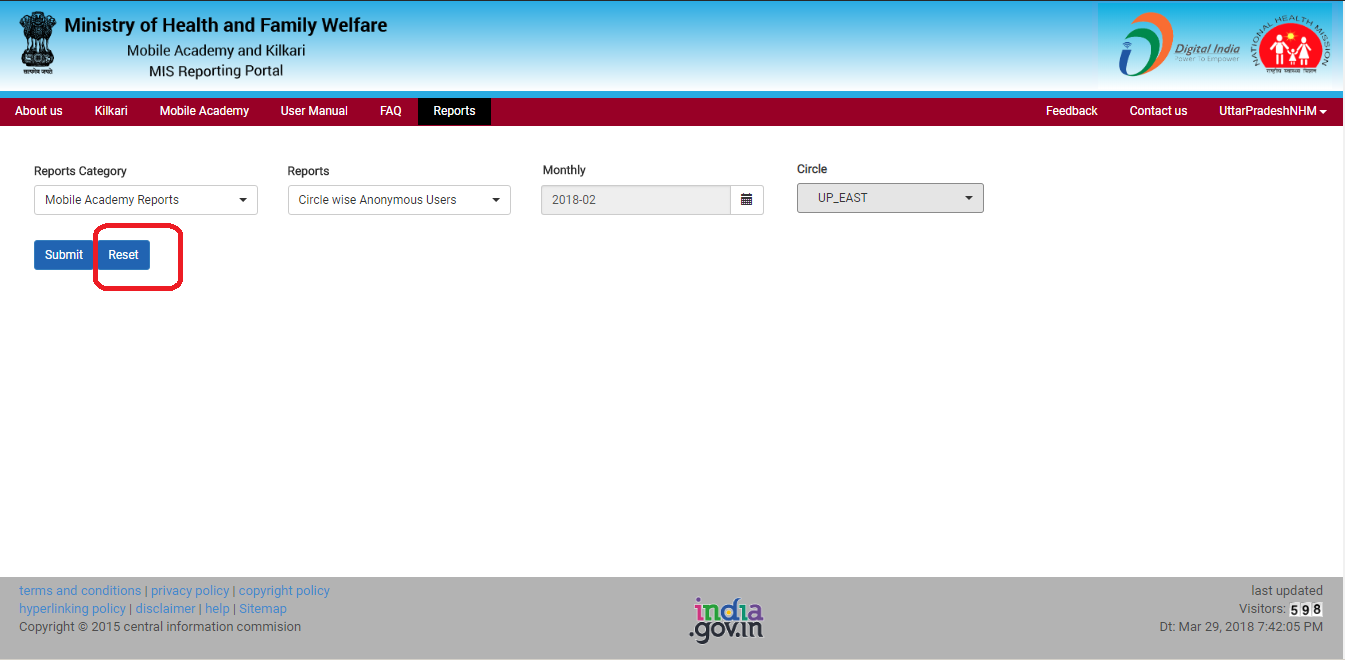 Ministry of Health and Family Welfare
Mobile Academy and Kilkari
MIS Reporting Portal
सत्यमेव जयते
Digital India
Power To Empower
NATIONAL HEALTH MISSION
राष्ट्रीय स्वास्थ्य मिशन
About us Kilkari Mobile Academy User Manual FAQ Reports Feedback Contact us UttarPradeshNHM
Reports Category Reports Monthly Circle
Mobile Academy Reports Circle wise Anonymous Users 2018-02 UP_EAST
Submit Reset
terms and conditions | privacy policy | copyright policy
hyperlinking policy | disclaimer | help | Sitemap
Copyright © 2015 central information commision
india
.gov.in
last updated
Visitors: 598
Dt: Mar 29, 2018 7:42:05 PM